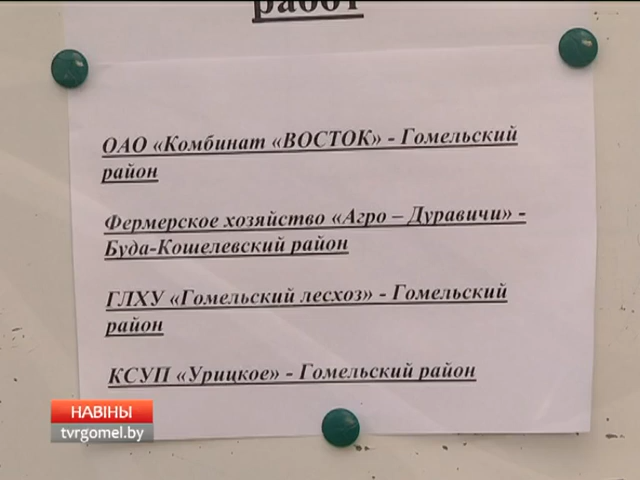 работ
ОАО «Комбинат «ВОСТОК» - Гомельский
район
Фермерское хозяйство «Агро – Дуравичи» -
Буда-Кошелевский район
ГЛХУ «Гомельский лесхоз» - Гомельский
район
КСУП «Урицкое» - Гомельский район
НАВІНЫ
tvrgomel.by